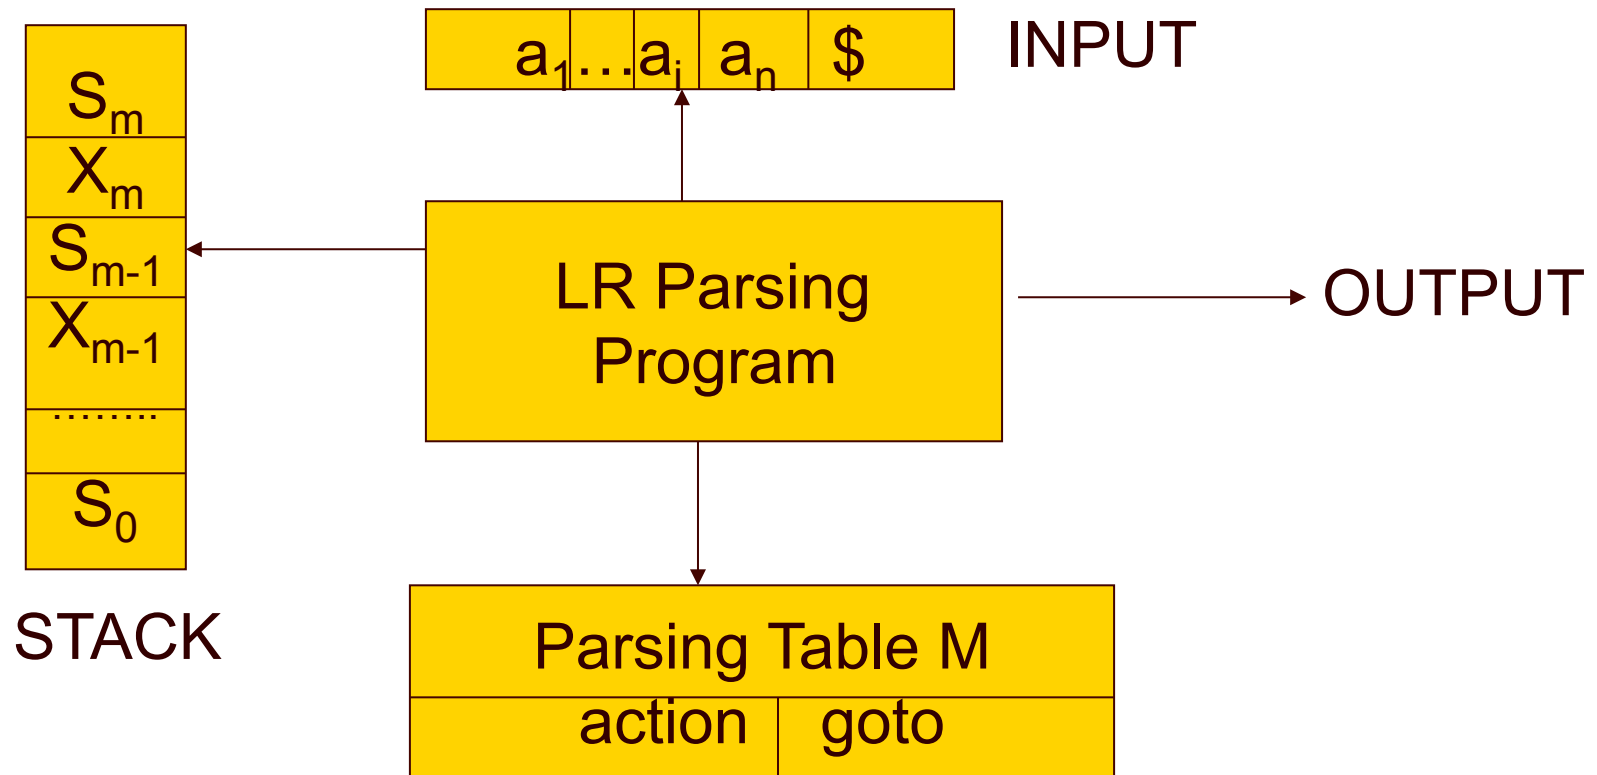 a₁ … aᵢ aₙ $
INPUT
Sₘ
Xₘ
Sₘ₋₁
Xₘ₋₁
........
S₀
STACK
LR Parsing
Program
OUTPUT
Parsing Table M
action goto